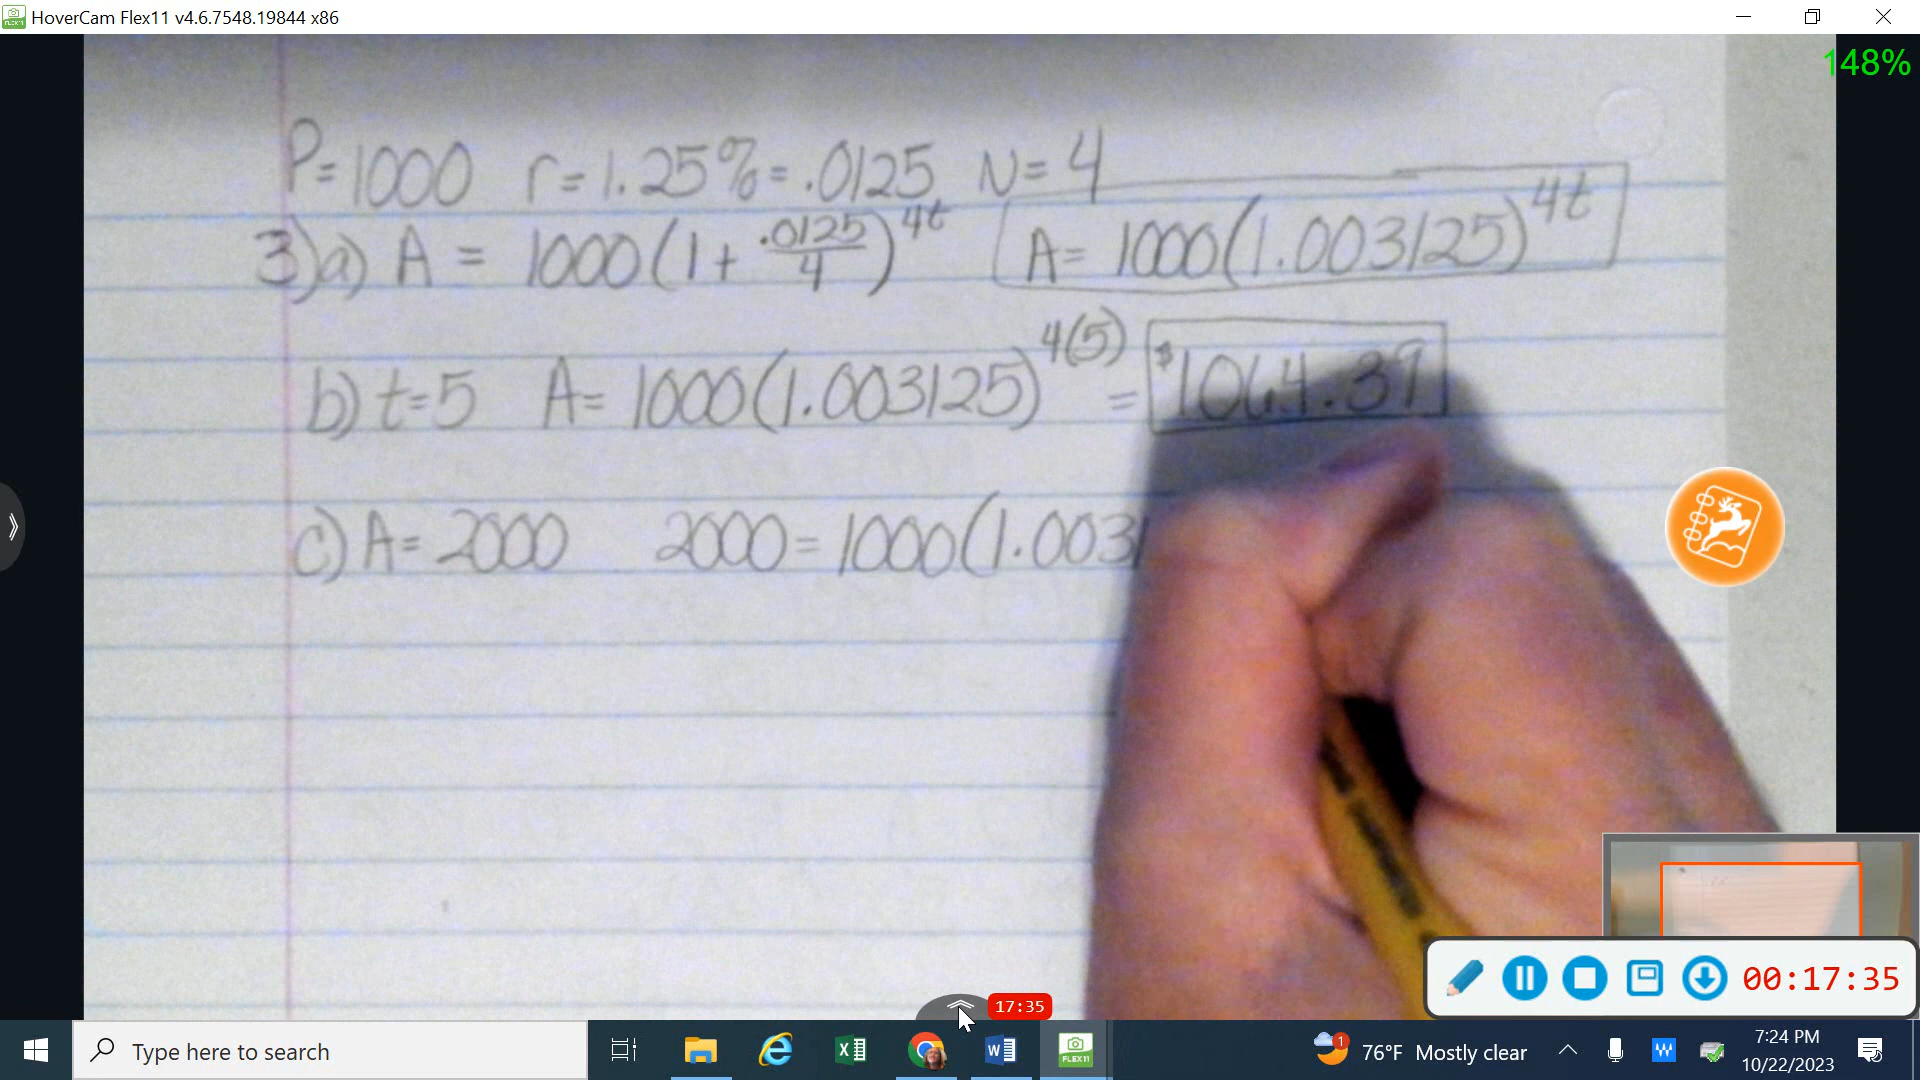 HoverCam Flex11 v4.6.7548.19844 x86
148%
P=1000 r=1.25%=.0125 N=4
3)a) A = 1000(1+ .0125/4)^4t A= 1000(1.003125)^4t
b) t=5 A= 1000(1.003125)^4(5) = $1064.39
c) A= 2000 2000=1000(1.003
00:17:35
17:35
Type here to search
FLEX11
1
76°F Mostly clear
7:24 PM
10/22/2023